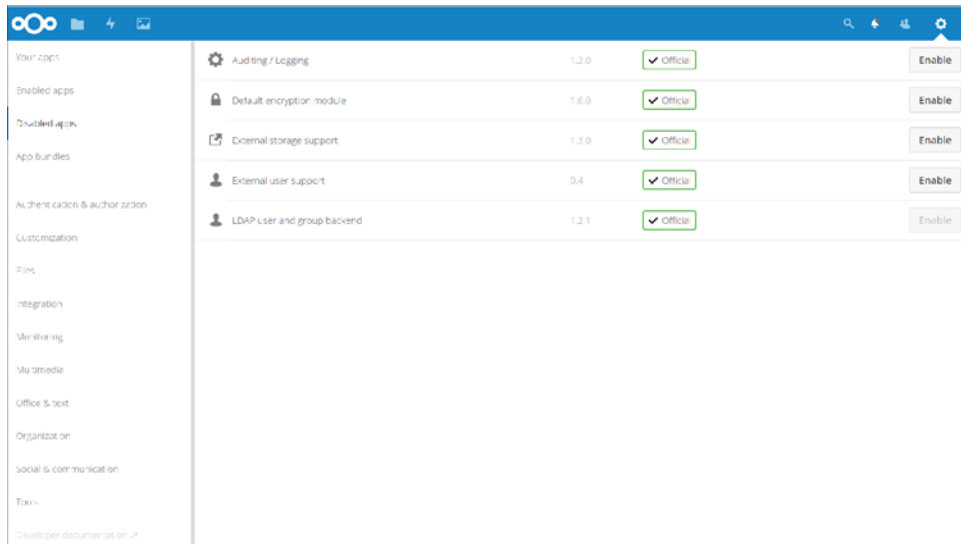 Your apps
Enabled apps
Disabled apps
App bundles
Authentication & authorization
Customization
Files
Integration
Monitoring
Multimedia
Office & text
Organization
Social & communication
Tools
Developer documentation ↗
Auditing / Logging 1.2.0 ✔ Official Enable
Default encryption module 1.6.0 ✔ Official Enable
External storage support 1.3.0 ✔ Official Enable
External user support 0.4 ✔ Official Enable
LDAP user and group backend 1.2.1 ✔ Official Enable